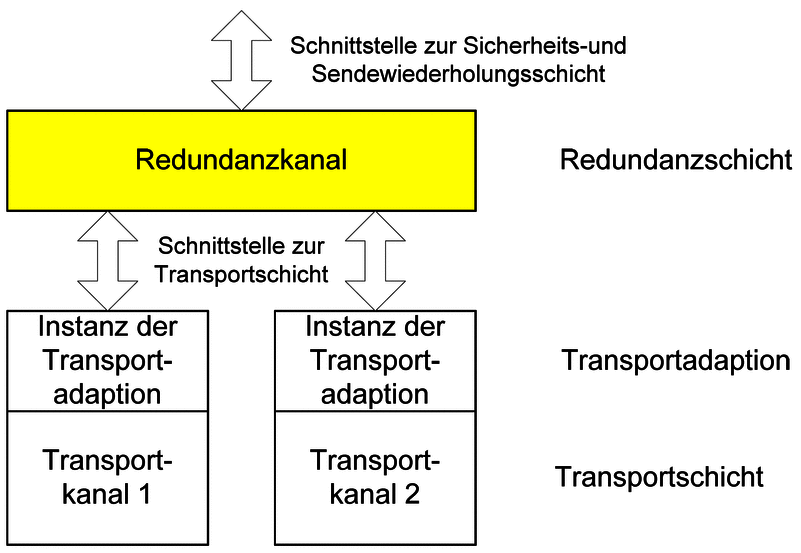 Schnittstelle zur Sicherheits-und
Sendewiederholungsschicht
Redundanzkanal
Redundanzschicht
Schnittstelle zur
Transportschicht
Instanz der
Transport-
adaption
Instanz der
Transport-
adaption
Transportadaption
Transport-
kanal 1
Transport-
kanal 2
Transportschicht